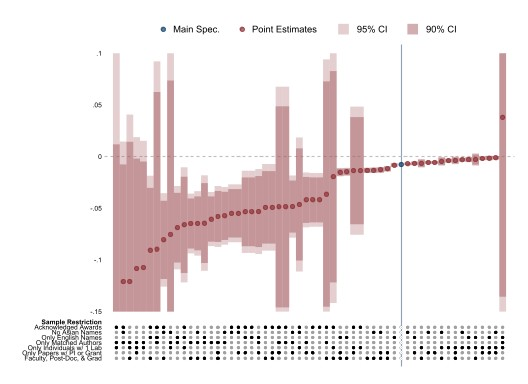 Main Spec. Point Estimates 95% CI 90% CI
.1
.05
0
-.05
-.1
-.15
Sample Restriction
Acknowledged Awards
No Asian Names
Only English Names
Only Matched Authors
Only Individuals w/ 1 Lab
Only Papers w/ PI or Grant
Faculty, Post-Doc, & Grad